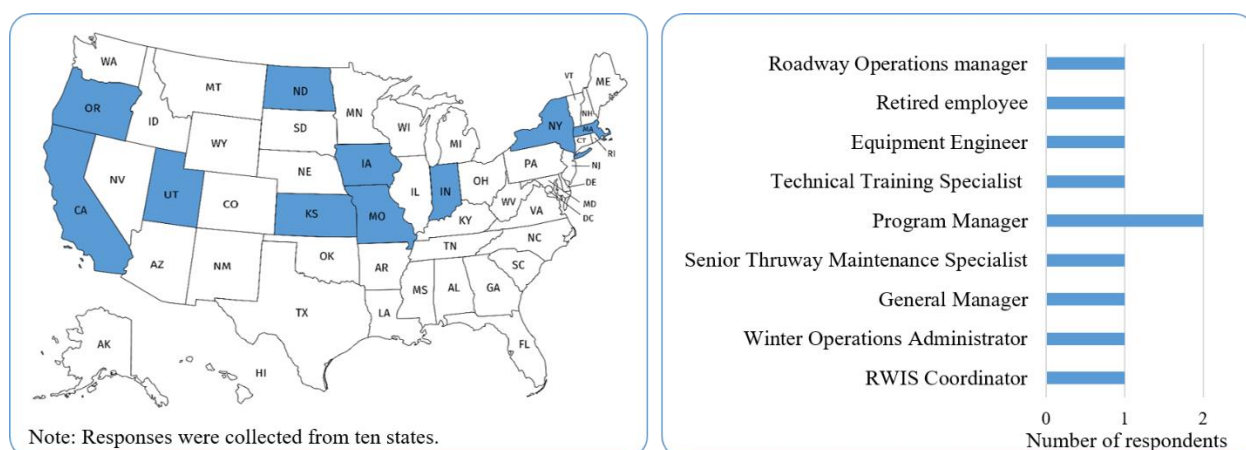 WA
MT
ND
MN
VT
ME
OR
ID
SD
WI
NH
NY
MA
WY
MI
CT
RI
IA
PA
NJ
NE
NV
IL
IN
OH
DE
UT
WV
MD
CA
CO
VA
DC
KS
MO
KY
NC
TN
OK
AZ
NM
AR
SC
MS
AL
GA
TX
LA
FL
AK
HI
Note: Responses were collected from ten states.
Roadway Operations manager
Retired employee
Equipment Engineer
Technical Training Specialist
Program Manager
Senior Thruway Maintenance Specialist
General Manager
Winter Operations Administrator
RWIS Coordinator
0 1 2
Number of respondents